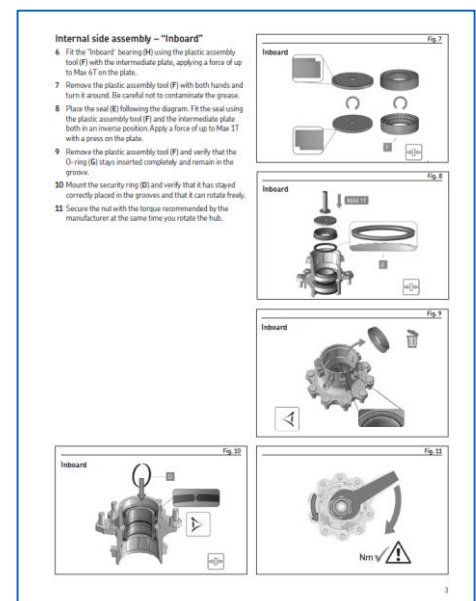 Internal side assembly – "Inboard"
6 Fit the "Inboard" bearing (H) using the plastic assembly
tool (F) with the intermediate plate, applying a force of up
to Max 6T on the plate.
7 Remove the plastic assembly tool (F) with both hands and
turn it around. Be careful not to contaminate the grease.
8 Place the seal (E) following the diagram. Fit the seal using
the plastic assembly tool (F) and the intermediate plate
both in an inverse position. Apply a force of up to Max 1T
with a press on the plate.
9 Remove the plastic assembly tool (F) and verify that the
O-ring (G) stays inserted completely and remain in the
groove.
10 Mount the security ring (D) and verify that it has stayed
correctly placed in the grooves and that it can rotate freely.
11 Secure the nut with the torque recommended by the
manufacturer at the same time you rotate the hub.
Fig. 7
Inboard
Fig. 8
Inboard
MAX 1T
E
Fig. 9
Inboard
Fig. 10
Inboard
Fig. 11
Nm
3